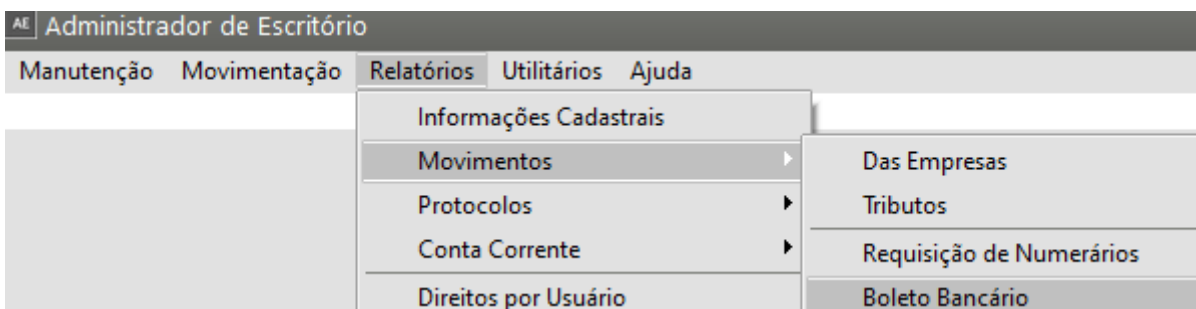 AE Administrador de Escritório
Manutenção Movimentação Relatórios Utilitários Ajuda
Informações Cadastrais
Movimentos
Das Empresas
Protocolos
Tributos
Conta Corrente
Requisição de Numerários
Direitos por Usuário
Boleto Bancário